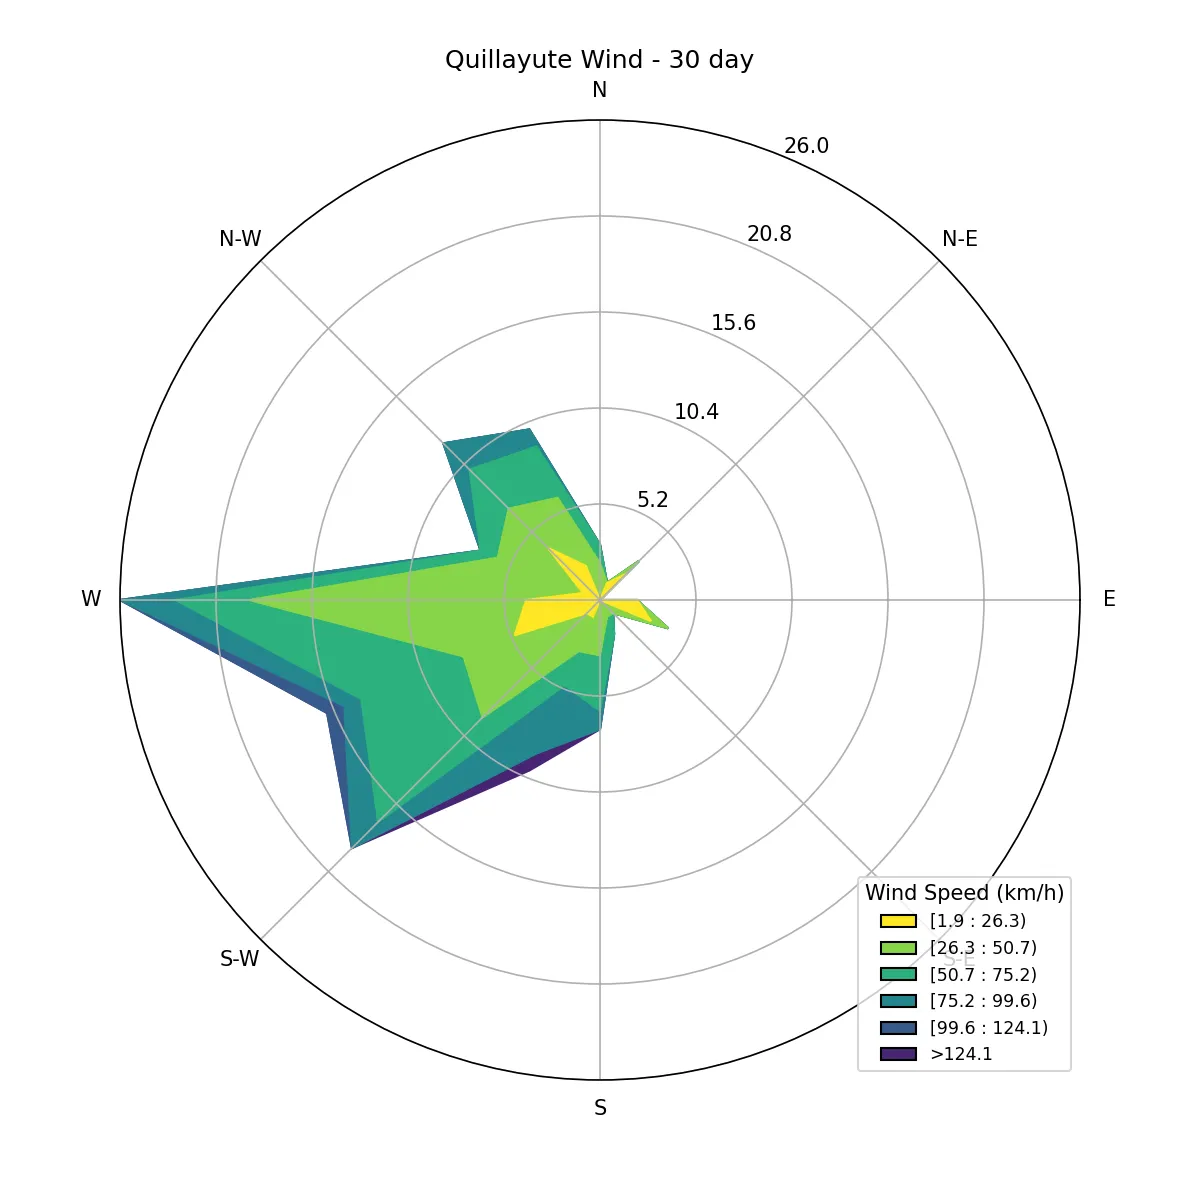 Quillayute Wind - 30 day
N
26.0
N-W
N-E
20.8
15.6
10.4
5.2
W
E
S-W
S-E
S
Wind Speed (km/h)
[1.9 : 26.3)
[26.3 : 50.7)
[50.7 : 75.2)
[75.2 : 99.6)
[99.6 : 124.1)
>124.1